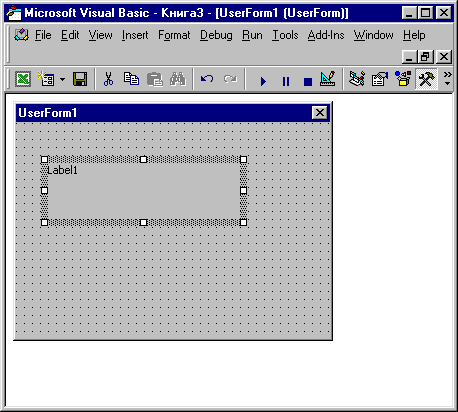 Microsoft Visual Basic - Книга3 - [UserForm1 (UserForm)]
File Edit View Insert Format Debug Run Tools Add-Ins Window Help
UserForm1
Label1